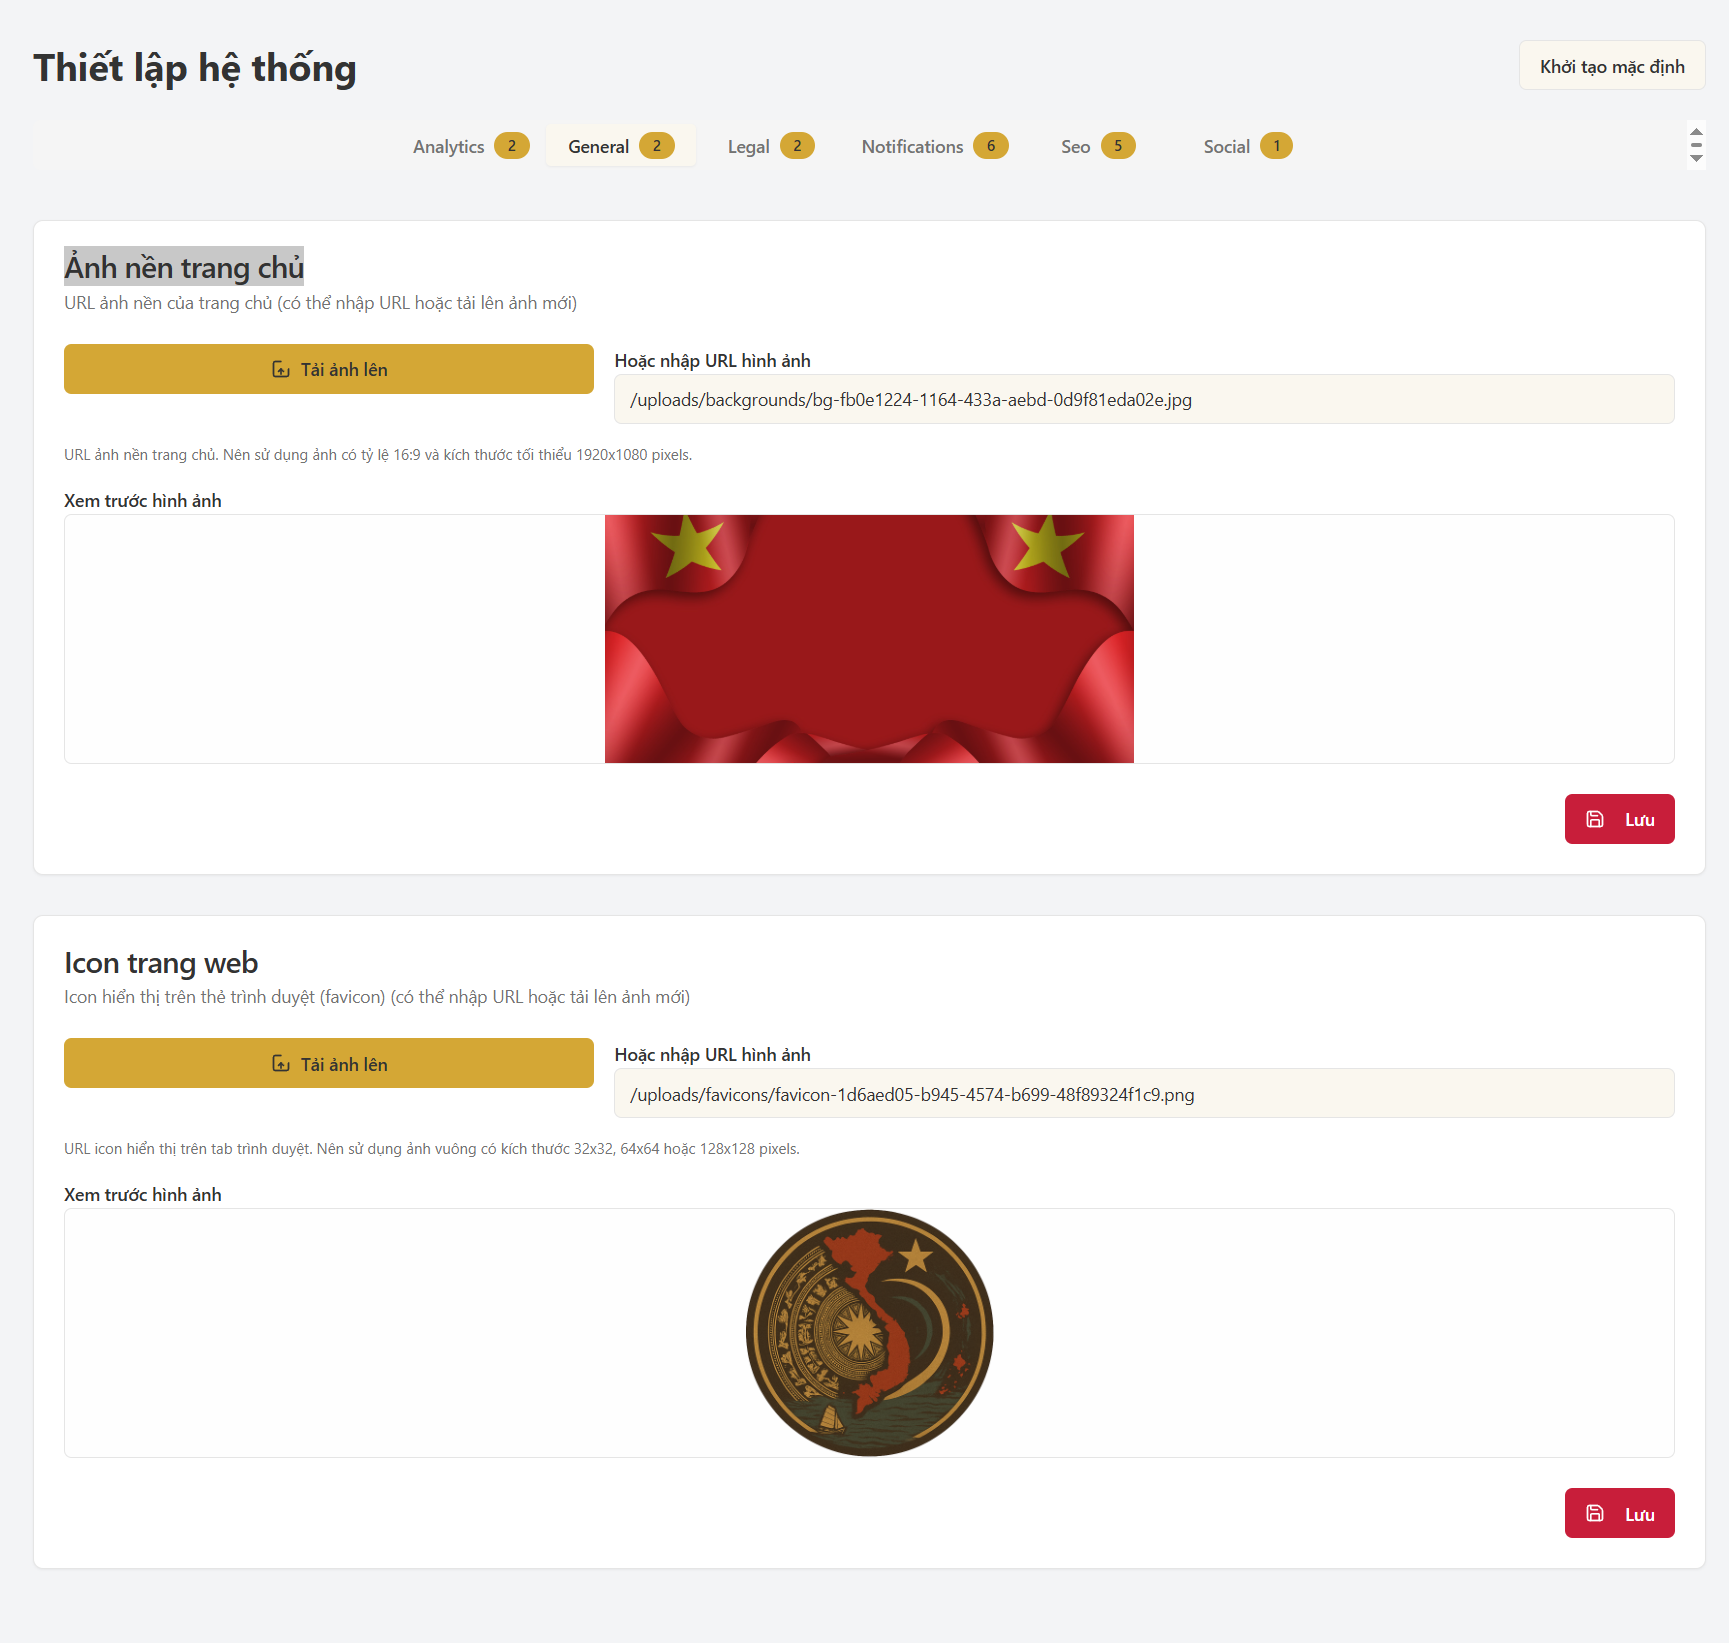 Thiết lập hệ thống
Khởi tạo mặc định
Analytics 2 General 2 Legal 2 Notifications 6 Seo 5 Social 1
Ảnh nền trang chủ
URL ảnh nền của trang chủ (có thể nhập URL hoặc tải lên ảnh mới)
Tải ảnh lên
Hoặc nhập URL hình ảnh
/uploads/backgrounds/bg-fb0e1224-1164-433a-aebd-0d9f81eda02e.jpg
URL ảnh nền trang chủ. Nên sử dụng ảnh có tỷ lệ 16:9 và kích thước tối thiểu 1920x1080 pixels.
Xem trước hình ảnh
Lưu
Icon trang web
Icon hiển thị trên thẻ trình duyệt (favicon) (có thể nhập URL hoặc tải lên ảnh mới)
Tải ảnh lên
Hoặc nhập URL hình ảnh
/uploads/favicons/favicon-1d6aed05-b945-4574-b699-48f89324f1c9.png
URL icon hiển thị trên tab trình duyệt. Nên sử dụng ảnh vuông có kích thước 32x32, 64x64 hoặc 128x128 pixels.
Xem trước hình ảnh
Lưu